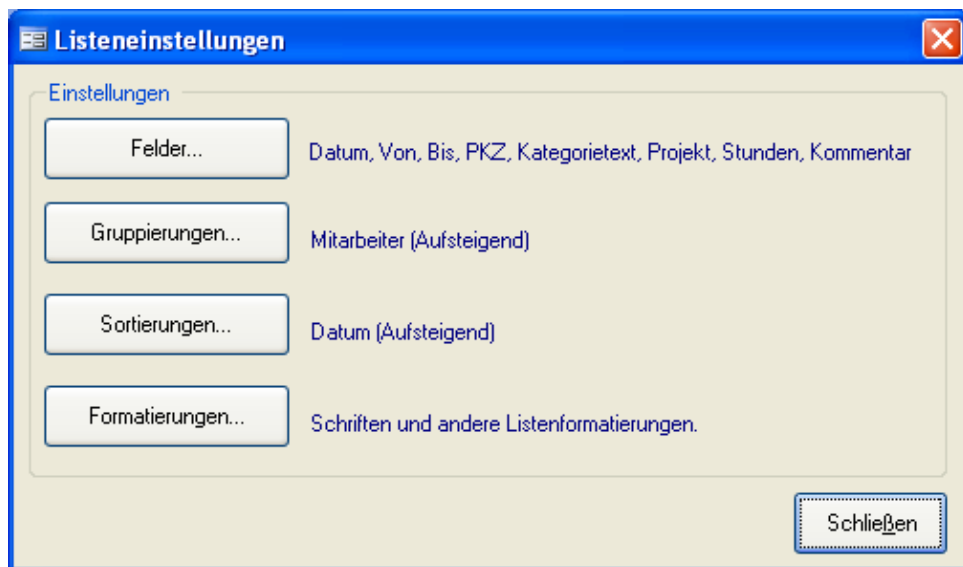 Listeneinstellungen
Einstellungen
Felder... Datum, Von, Bis, PKZ, Kategorietext, Projekt, Stunden, Kommentar
Gruppierungen... Mitarbeiter (Aufsteigend)
Sortierungen... Datum (Aufsteigend)
Formatierungen... Schriften und andere Listenformatierungen.
Schließen